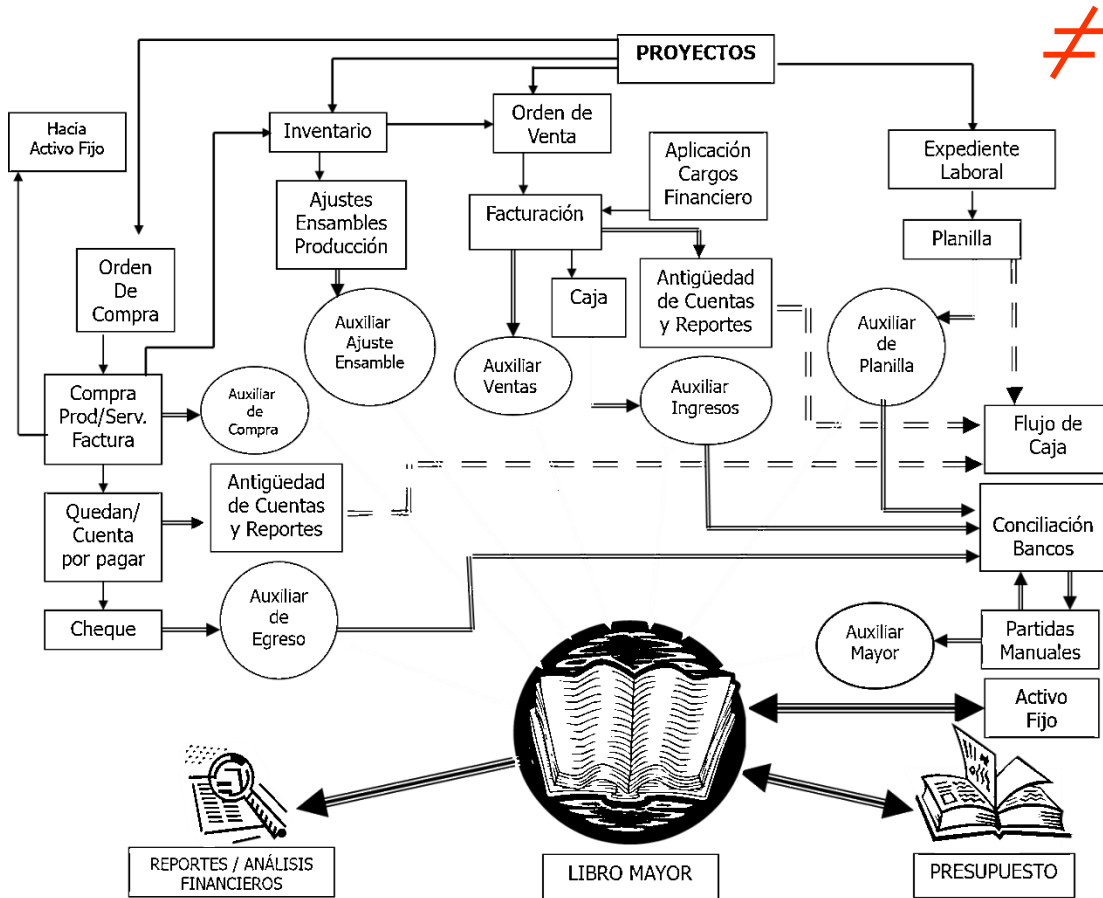 PROYECTOS
≠
Hacia
Activo Fijo
Inventario
Orden de
Venta
Aplicación
Cargos
Financiero
Expediente
Laboral
Ajustes
Ensambles
Producción
Facturación
Planilla
Orden
De
Compra
Caja
Antigüedad
de Cuentas
y Reportes
Auxiliar
Ajuste
Ensamble
Auxiliar
de
Planilla
Auxiliar
Ventas
Auxiliar
Ingresos
Compra
Prod/Serv.
Factura
Auxiliar
de
Compra
Flujo de
Caja
Quedan/
Cuenta
por pagar
Antigüedad
de Cuentas
y Reportes
Conciliación
Bancos
Cheque
Auxiliar
de
Egreso
Auxiliar
Mayor
Partidas
Manuales
Activo
Fijo
REPORTES / ANÁLISIS
FINANCIEROS
LIBRO MAYOR
PRESUPUESTO